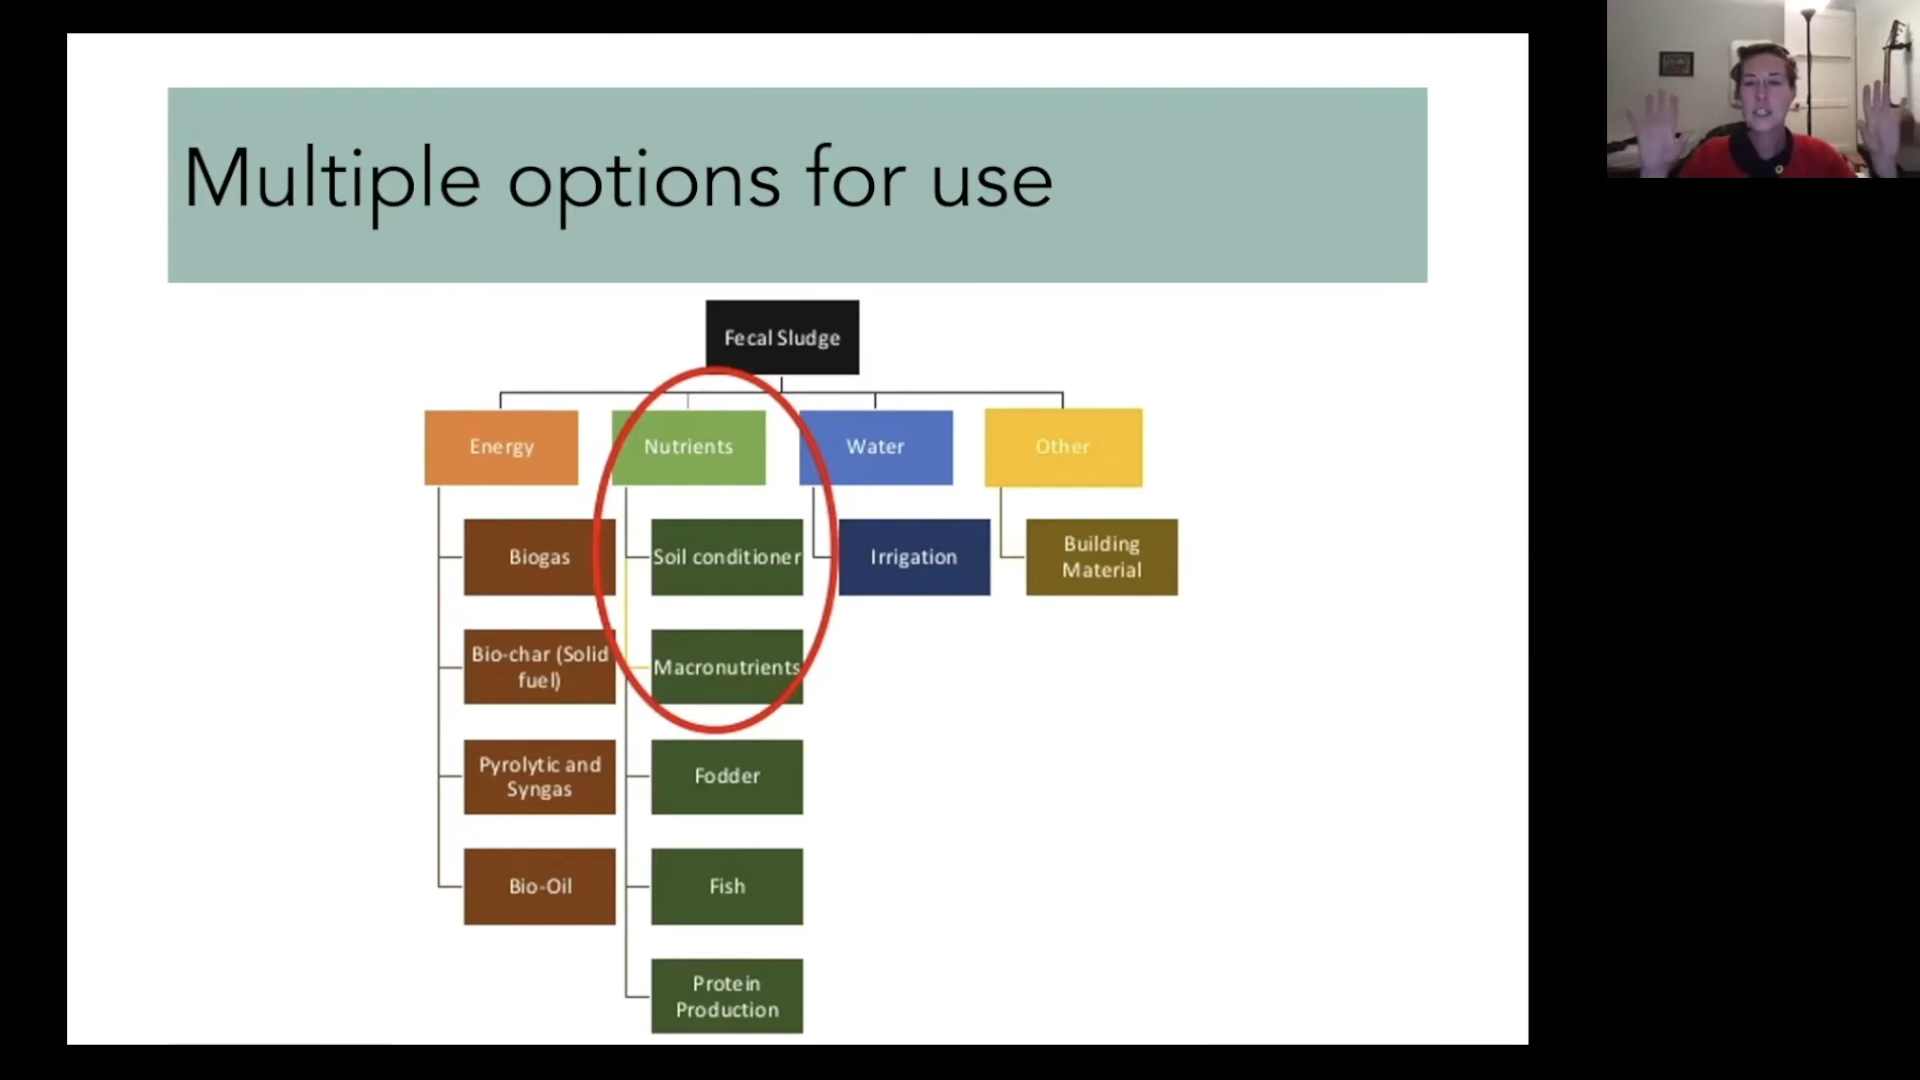 Multiple options for use
Fecal Sludge
Energy
Nutrients
Water
Other
Biogas
Soil conditioner
Irrigation
Building
Material
Bio-char (Solid
fuel)
Macronutrients
Pyrolytic and
Syngas
Fodder
Bio-Oil
Fish
Protein
Production